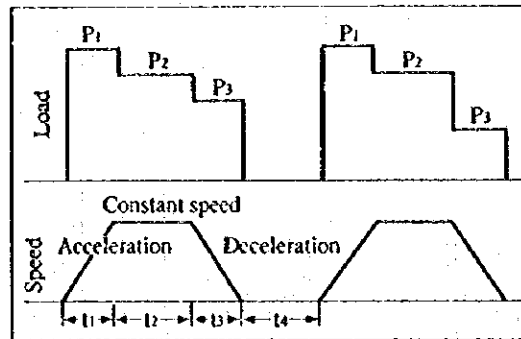 P1
P2
P3
P1
P2
P3
Load
Constant speed
Acceleration
Deceleration
Speed
t1
t2
t3
t4